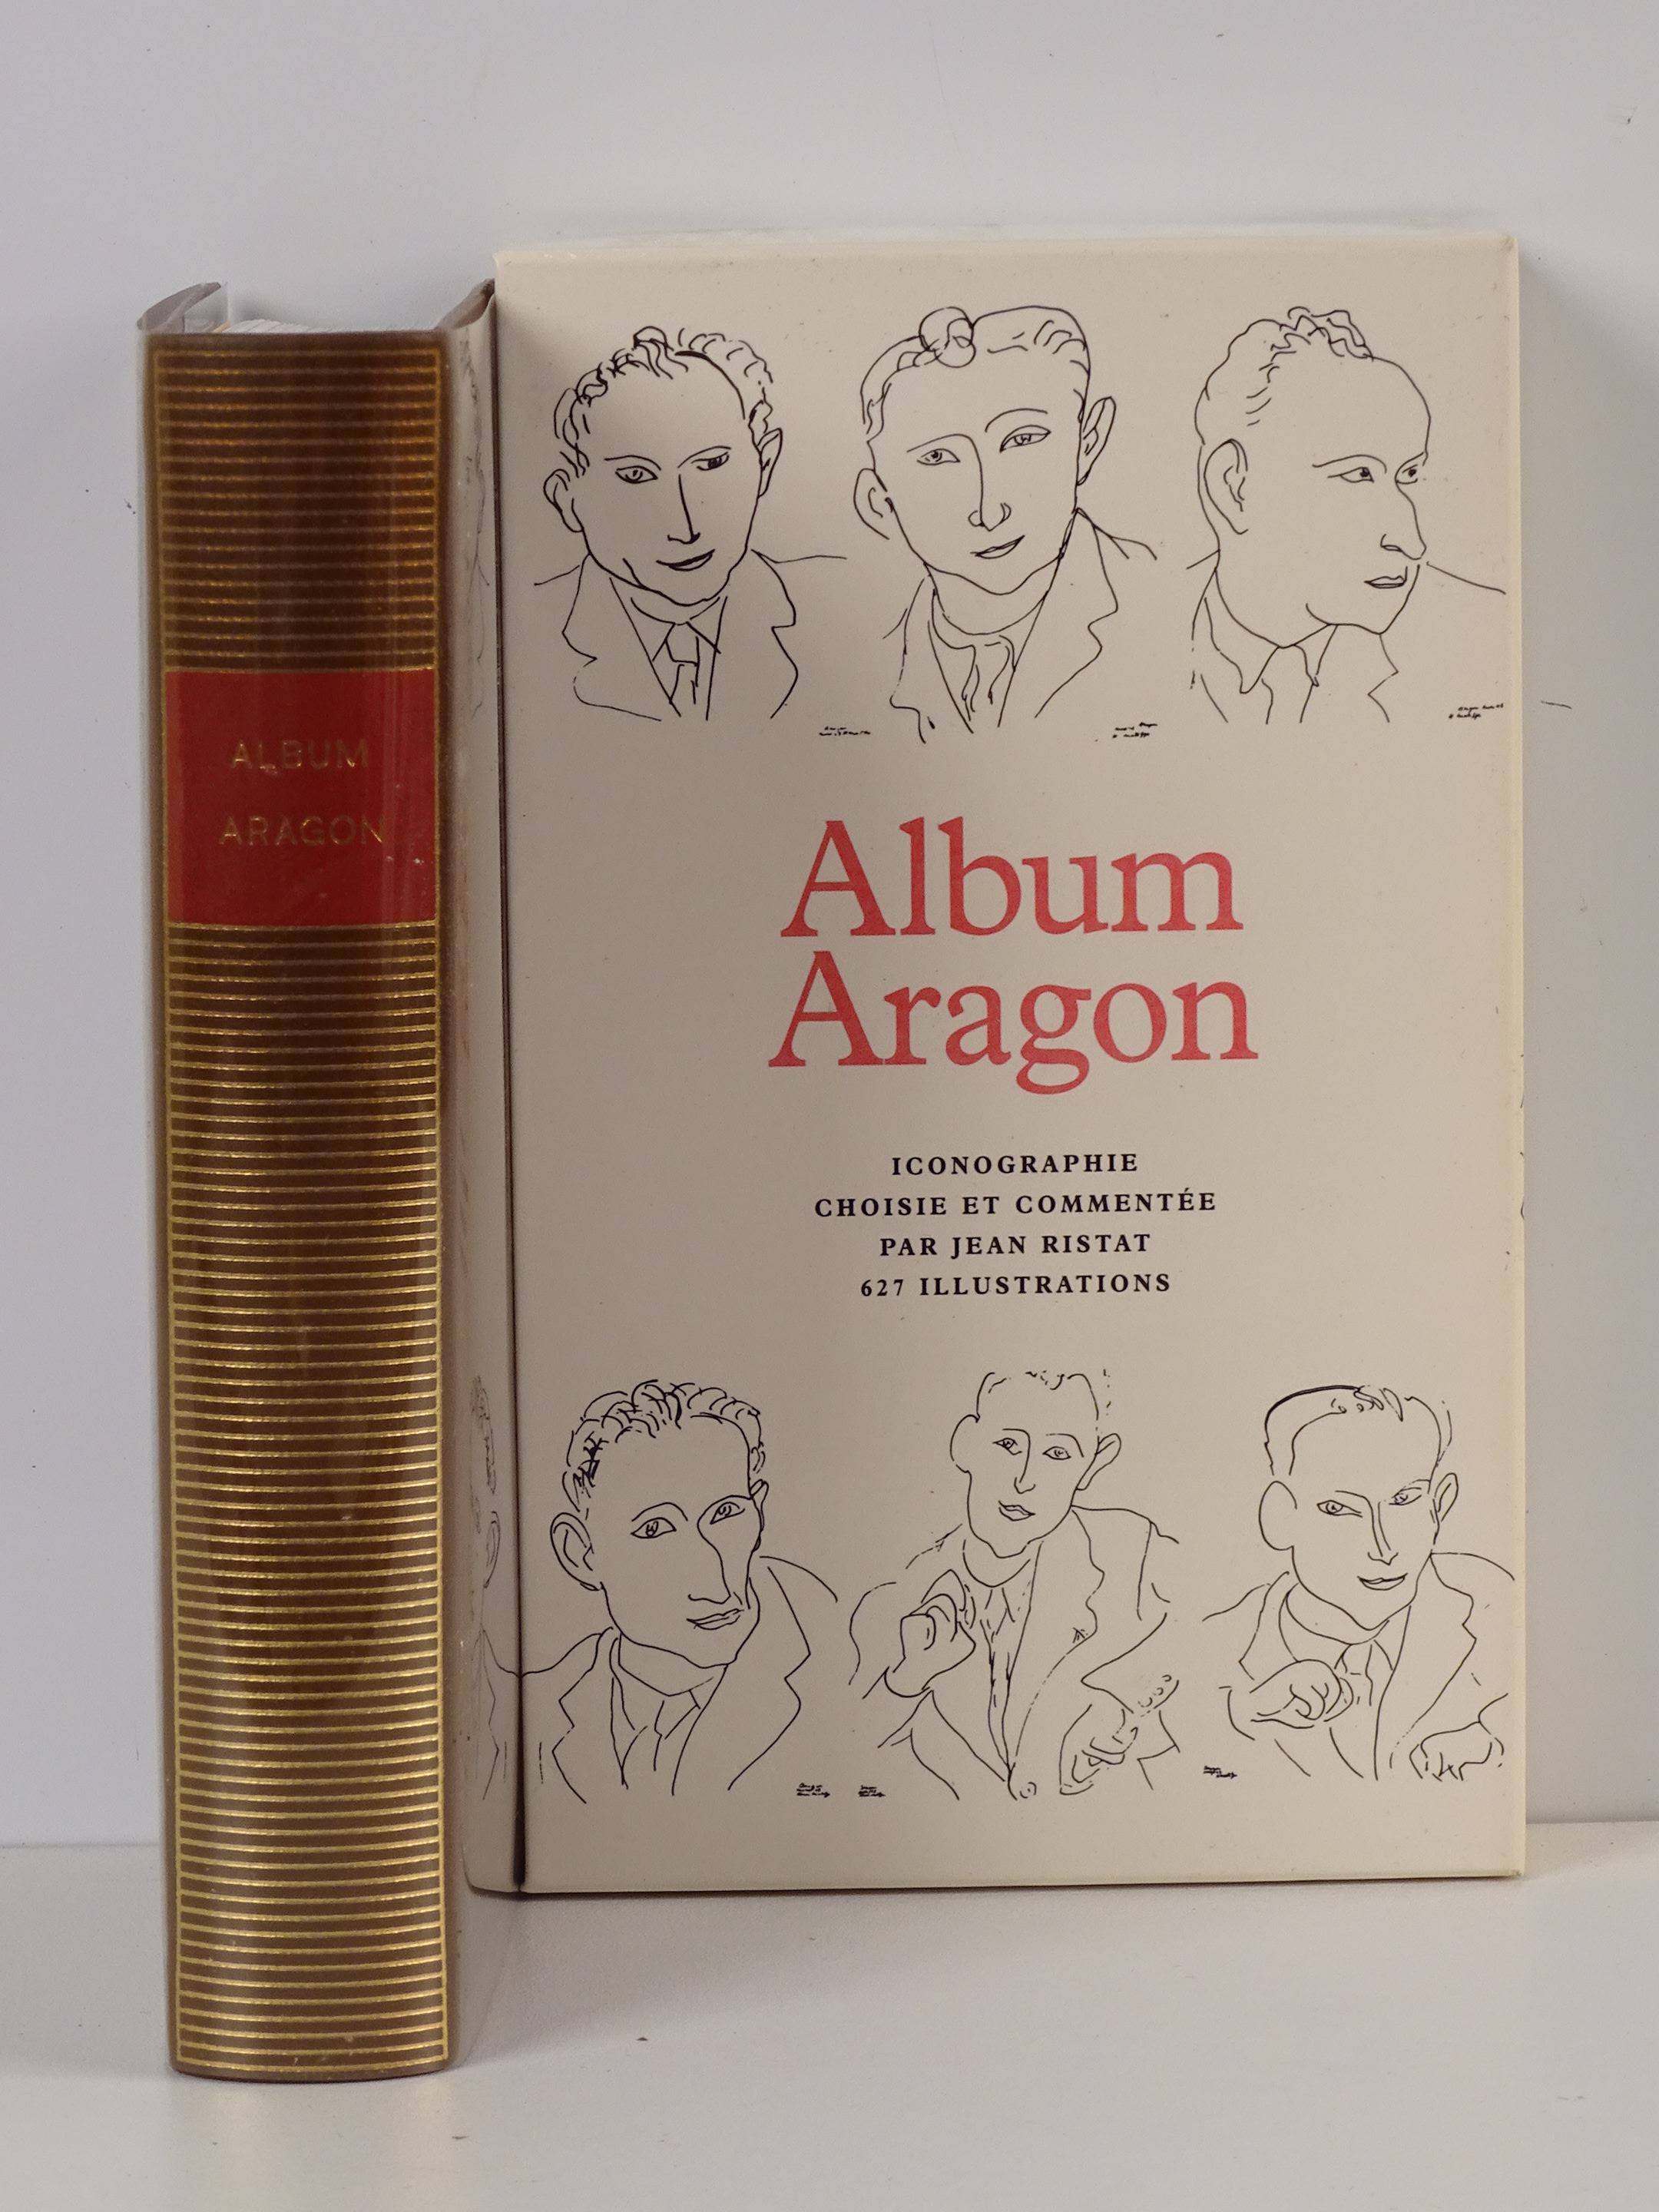 ALBUM
ARAGON
Album
Aragon
ICONOGRAPHIE
CHOISIE ET COMMENTÉE
PAR JEAN RISTAT
627 ILLUSTRATIONS